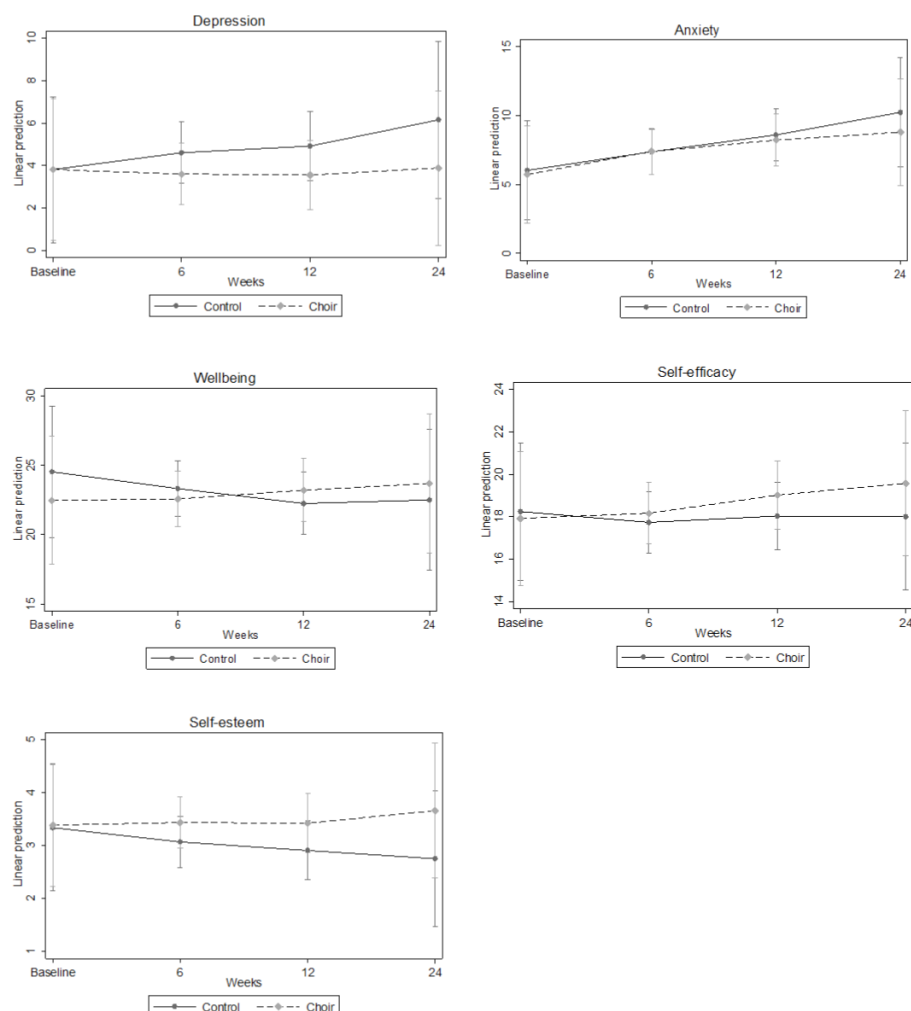 Depression
Linear prediction
10
8
6
4
2
0
Baseline
6
12
24
Weeks
Control
Choir
Anxiety
Linear prediction
15
10
5
0
Baseline
6
12
24
Weeks
Control
Choir
Wellbeing
Linear prediction
30
25
20
15
Baseline
6
12
24
Weeks
Control
Choir
Self-efficacy
Linear prediction
24
22
20
18
16
14
Baseline
6
12
24
Weeks
Control
Choir
Self-esteem
Linear prediction
5
4
3
2
1
Baseline
6
12
24
Weeks
Control
Choir